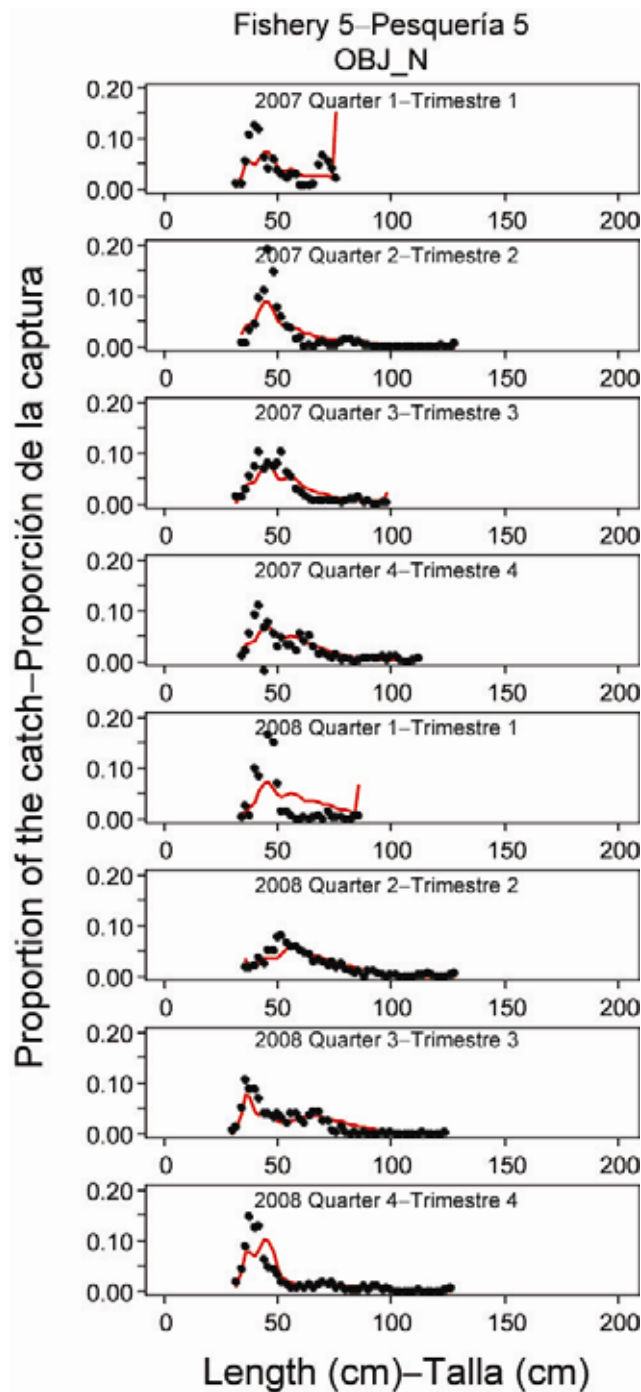 Fishery 5–Pesquería 5
OBJ_N
Proportion of the catch–Proporción de la captura
2007 Quarter 1–Trimestre 1
0.20
0.10
0.00
0 50 100 150 200
2007 Quarter 2–Trimestre 2
0.20
0.10
0.00
0 50 100 150 200
2007 Quarter 3–Trimestre 3
0.20
0.10
0.00
0 50 100 150 200
2007 Quarter 4–Trimestre 4
0.20
0.10
0.00
0 50 100 150 200
2008 Quarter 1–Trimestre 1
0.20
0.10
0.00
0 50 100 150 200
2008 Quarter 2–Trimestre 2
0.20
0.10
0.00
0 50 100 150 200
2008 Quarter 3–Trimestre 3
0.20
0.10
0.00
0 50 100 150 200
2008 Quarter 4–Trimestre 4
0.20
0.10
0.00
0 50 100 150 200
Length (cm)–Talla (cm)